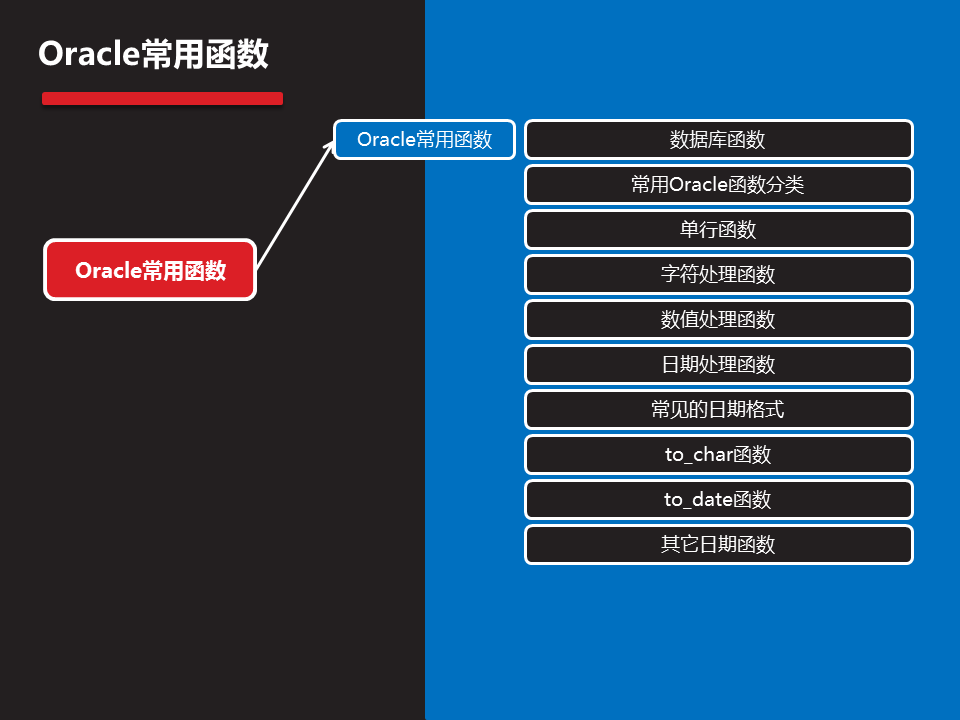 Oracle常用函数
Oracle常用函数
数据库函数
常用Oracle函数分类
单行函数
Oracle常用函数
字符处理函数
数值处理函数
日期处理函数
常见的日期格式
to_char函数
to_date函数
其它日期函数